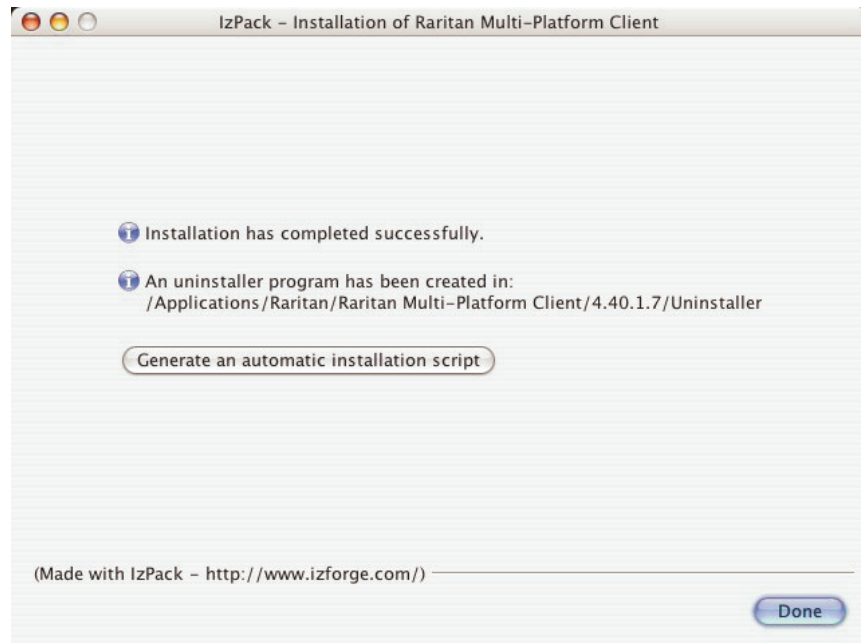 IzPack – Installation of Raritan Multi–Platform Client
Installation has completed successfully.
An uninstaller program has been created in:
/Applications/Raritan/Raritan Multi–Platform Client/4.40.1.7/Uninstaller
Generate an automatic installation script
(Made with IzPack – http://www.izforge.com/)
Done